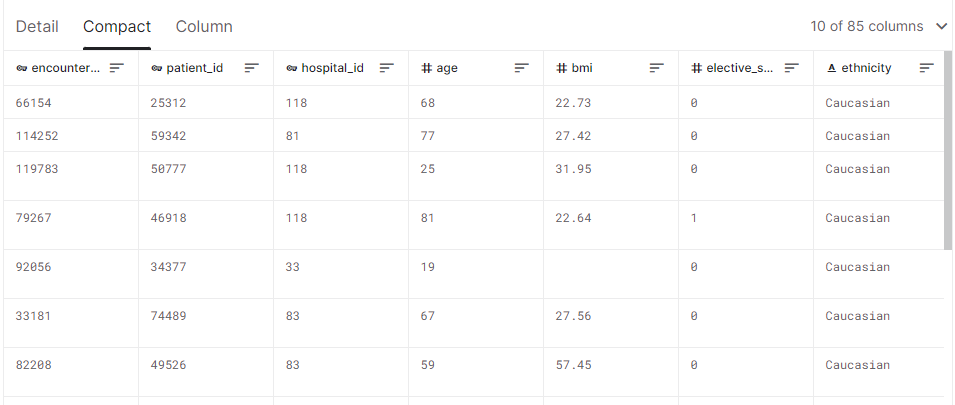 Detail Compact Column 10 of 85 columns
encounter... patient_id hospital_id # age # bmi # elective_s... A ethnicity
66154 25312 118 68 22.73 0 Caucasian
114252 59342 81 77 27.42 0 Caucasian
119783 50777 118 25 31.95 0 Caucasian
79267 46918 118 81 22.64 1 Caucasian
92056 34377 33 19 0 Caucasian
33181 74489 83 67 27.56 0 Caucasian
82208 49526 83 59 57.45 0 Caucasian